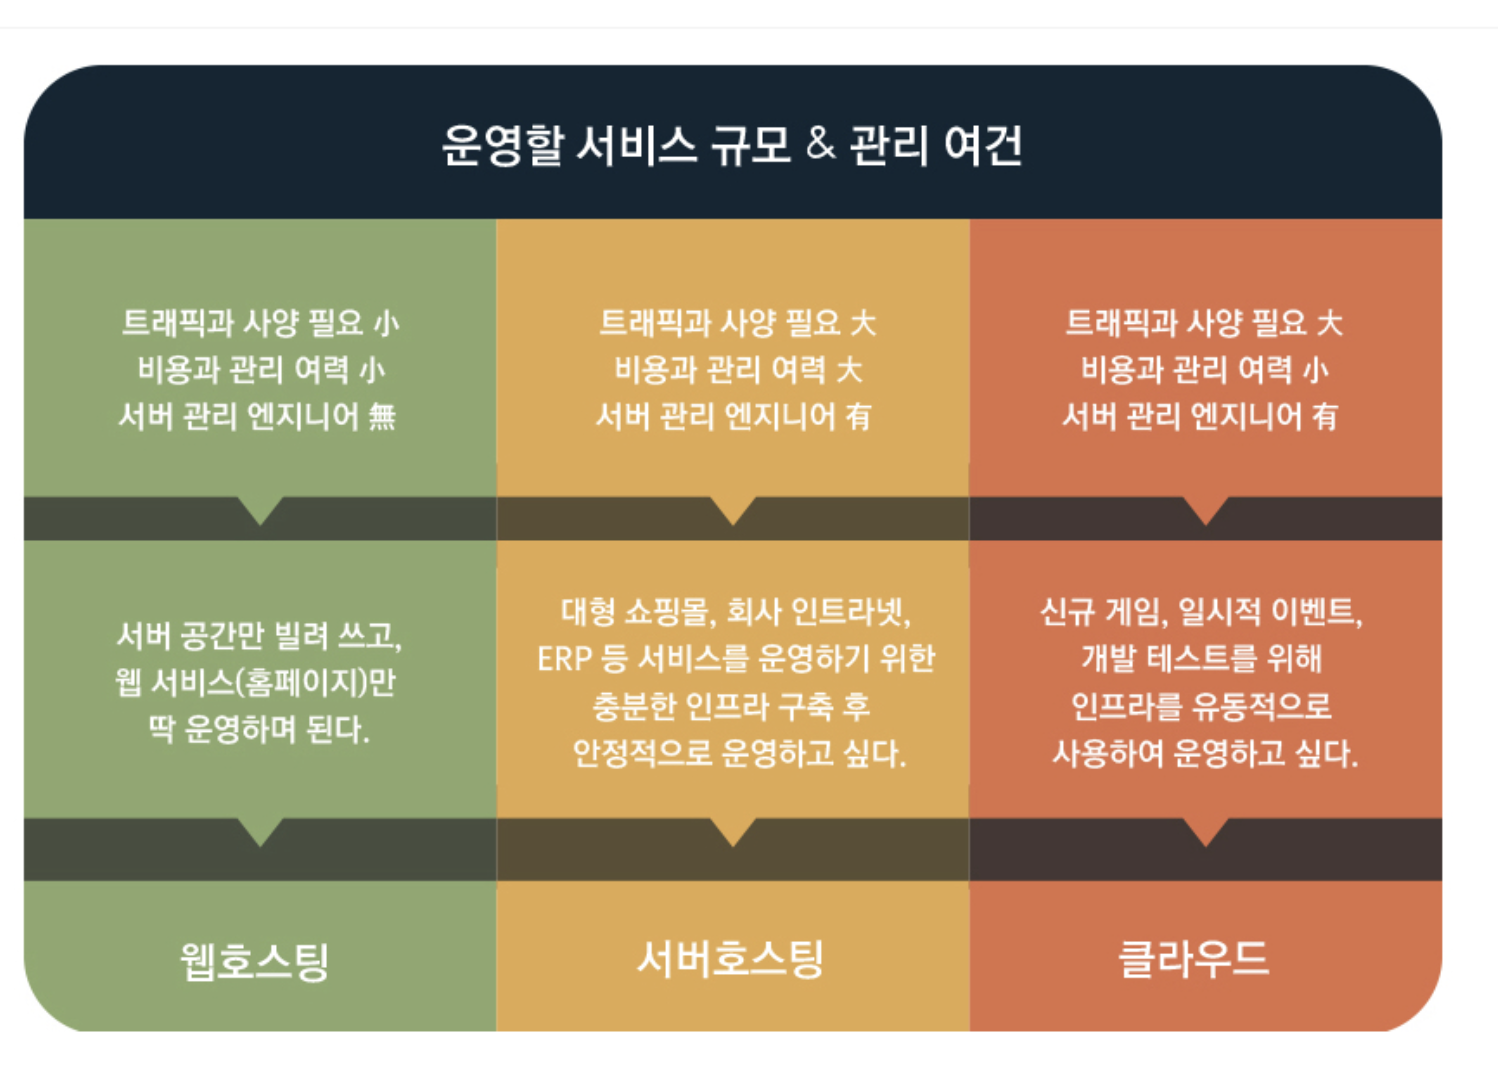 운영할 서비스 규모 & 관리 여건
트래픽과 사양 필요 小
비용과 관리 여력 小
서버 관리 엔지니어 無
트래픽과 사양 필요 大
비용과 관리 여력 大
서버 관리 엔지니어 有
트래픽과 사양 필요 大
비용과 관리 여력 小
서버 관리 엔지니어 有
서버 공간만 빌려 쓰고,
웹 서비스(홈페이지)만
딱 운영하며 된다.
대형 쇼핑몰, 회사 인트라넷,
ERP 등 서비스를 운영하기 위한
충분한 인프라 구축 후
안정적으로 운영하고 싶다.
신규 게임, 일시적 이벤트,
개발 테스트를 위해
인프라를 유동적으로
사용하여 운영하고 싶다.
웹호스팅
서버호스팅
클라우드